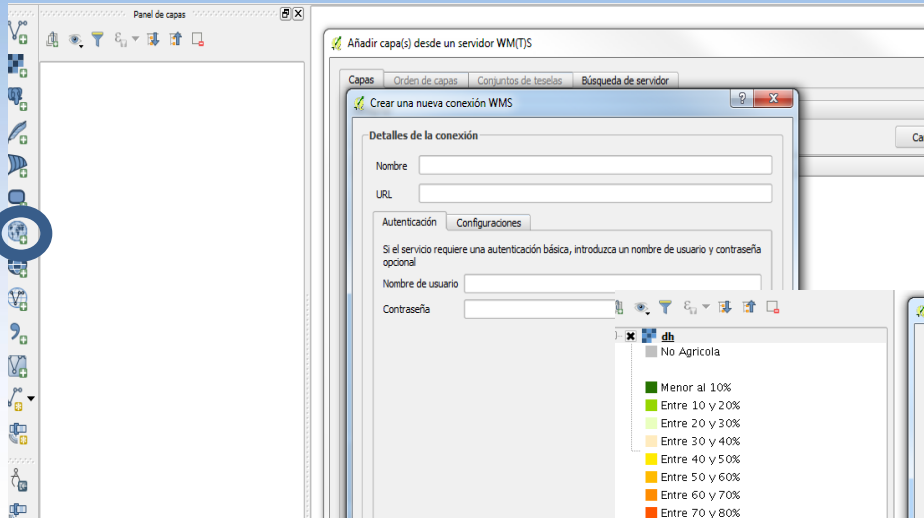 Panel de capas
Añadir capa(s) desde un servidor WM(T)S
Capas Orden de capas Conjuntos de teselas Búsqueda de servidor
Crear una nueva conexión WMS
Detalles de la conexión
Nombre
URL
Autenticación Configuraciones
Si el servicio requiere una autenticación básica, introduzca un nombre de usuario y contraseña
opcional
Nombre de usuario
Contraseña
dh
No Agricola
Menor al 10%
Entre 10 y 20%
Entre 20 y 30%
Entre 30 y 40%
Entre 40 y 50%
Entre 50 y 60%
Entre 60 y 70%
Entre 70 y 80%